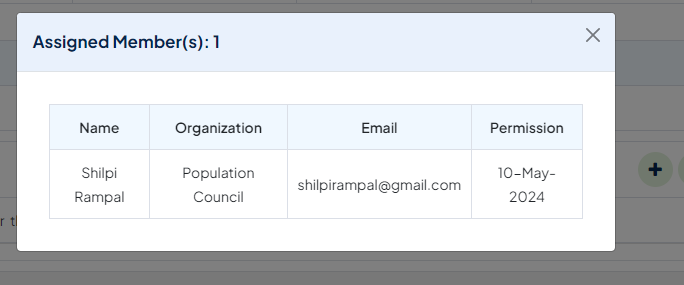 Assigned Member(s): 1
Name Organization Email Permission
Shilpi Rampal Population Council shilpirampal@gmail.com 10-May-2024